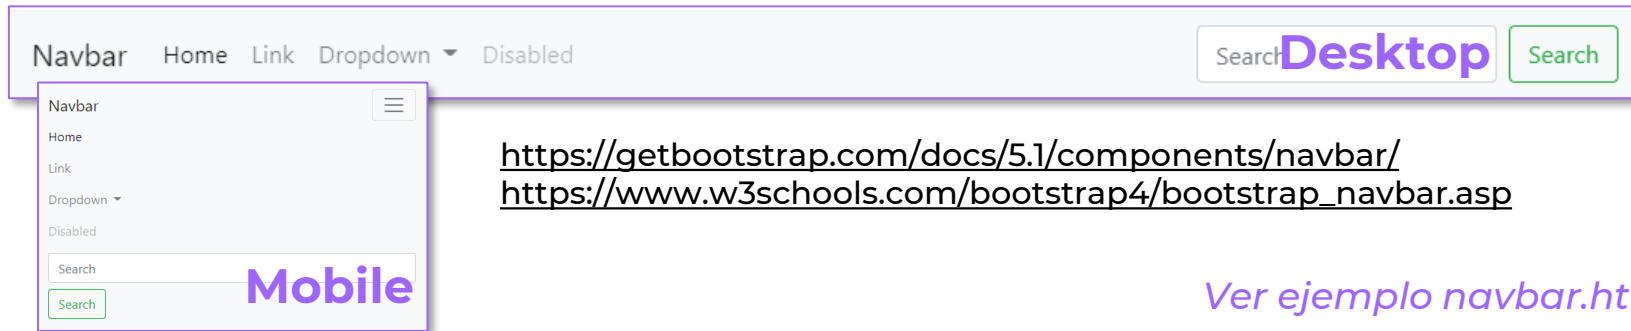 Navbar Home Link Dropdown Disabled Search Desktop Search
Navbar
Home
Link
Dropdown
Disabled
Search
Search
Mobile
https://getbootstrap.com/docs/5.1/components/navbar/
https://www.w3schools.com/bootstrap4/bootstrap_navbar.asp
Ver ejemplo navbar.ht